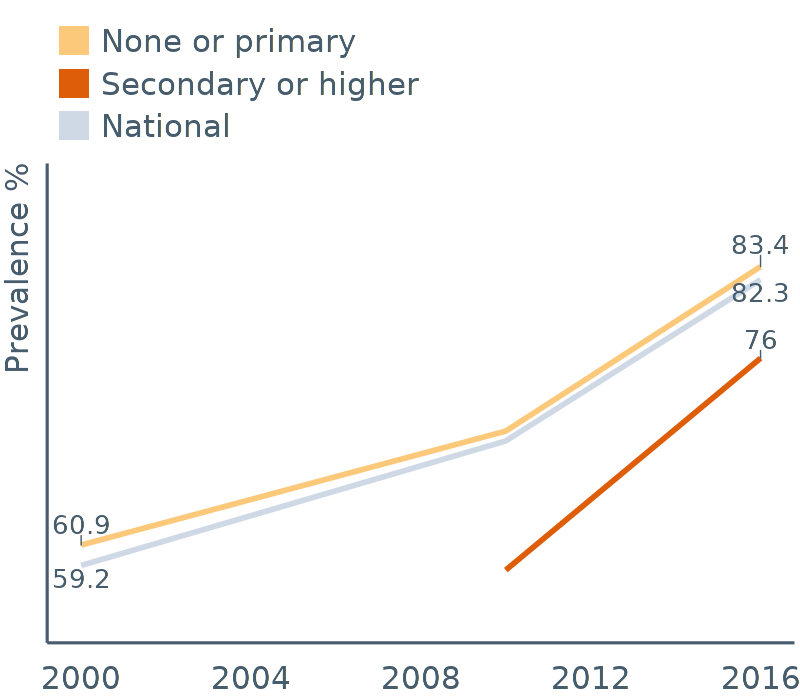 None or primary
Secondary or higher
National
Prevalence %
83.4
82.3
76
60.9
59.2
2000 2004 2008 2012 2016